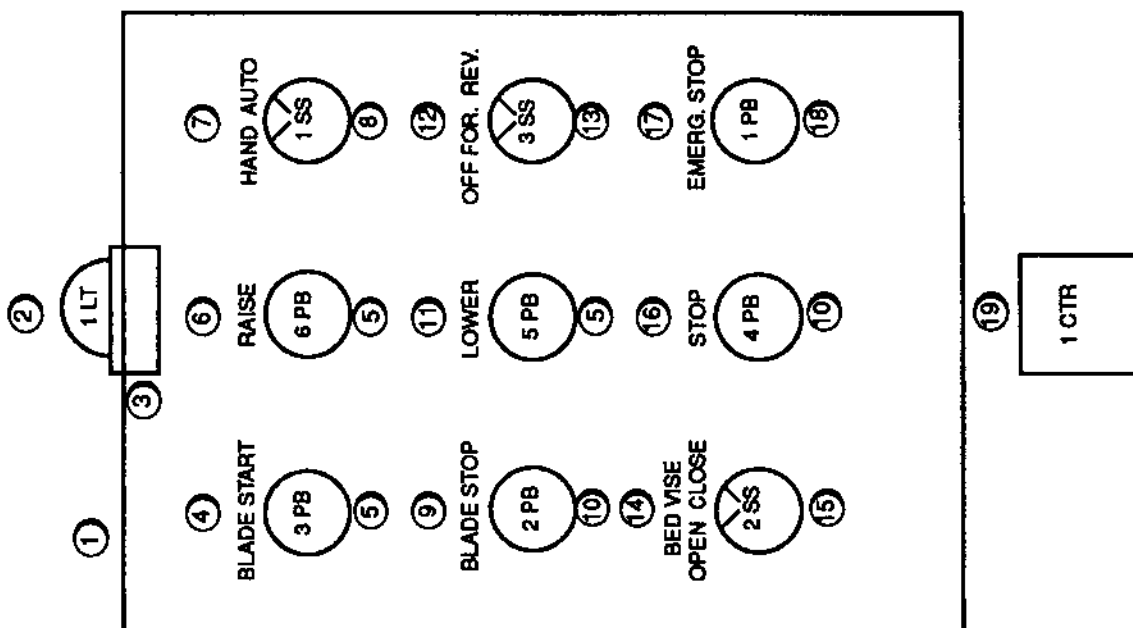 2
1 1 LT
3
4 6 7
BLADE START RAISE HAND AUTO
3 PB 6 PB 1 SS
5 5 8
9 11 12
BLADE STOP LOWER OFF FOR. REV.
2 PB 5 PB 3 SS
10 5 13
14 16 17
BED VISE
OPEN CLOSE STOP EMERG. STOP
2 SS 4 PB 1 PB
15 10 18
19
1 CTR